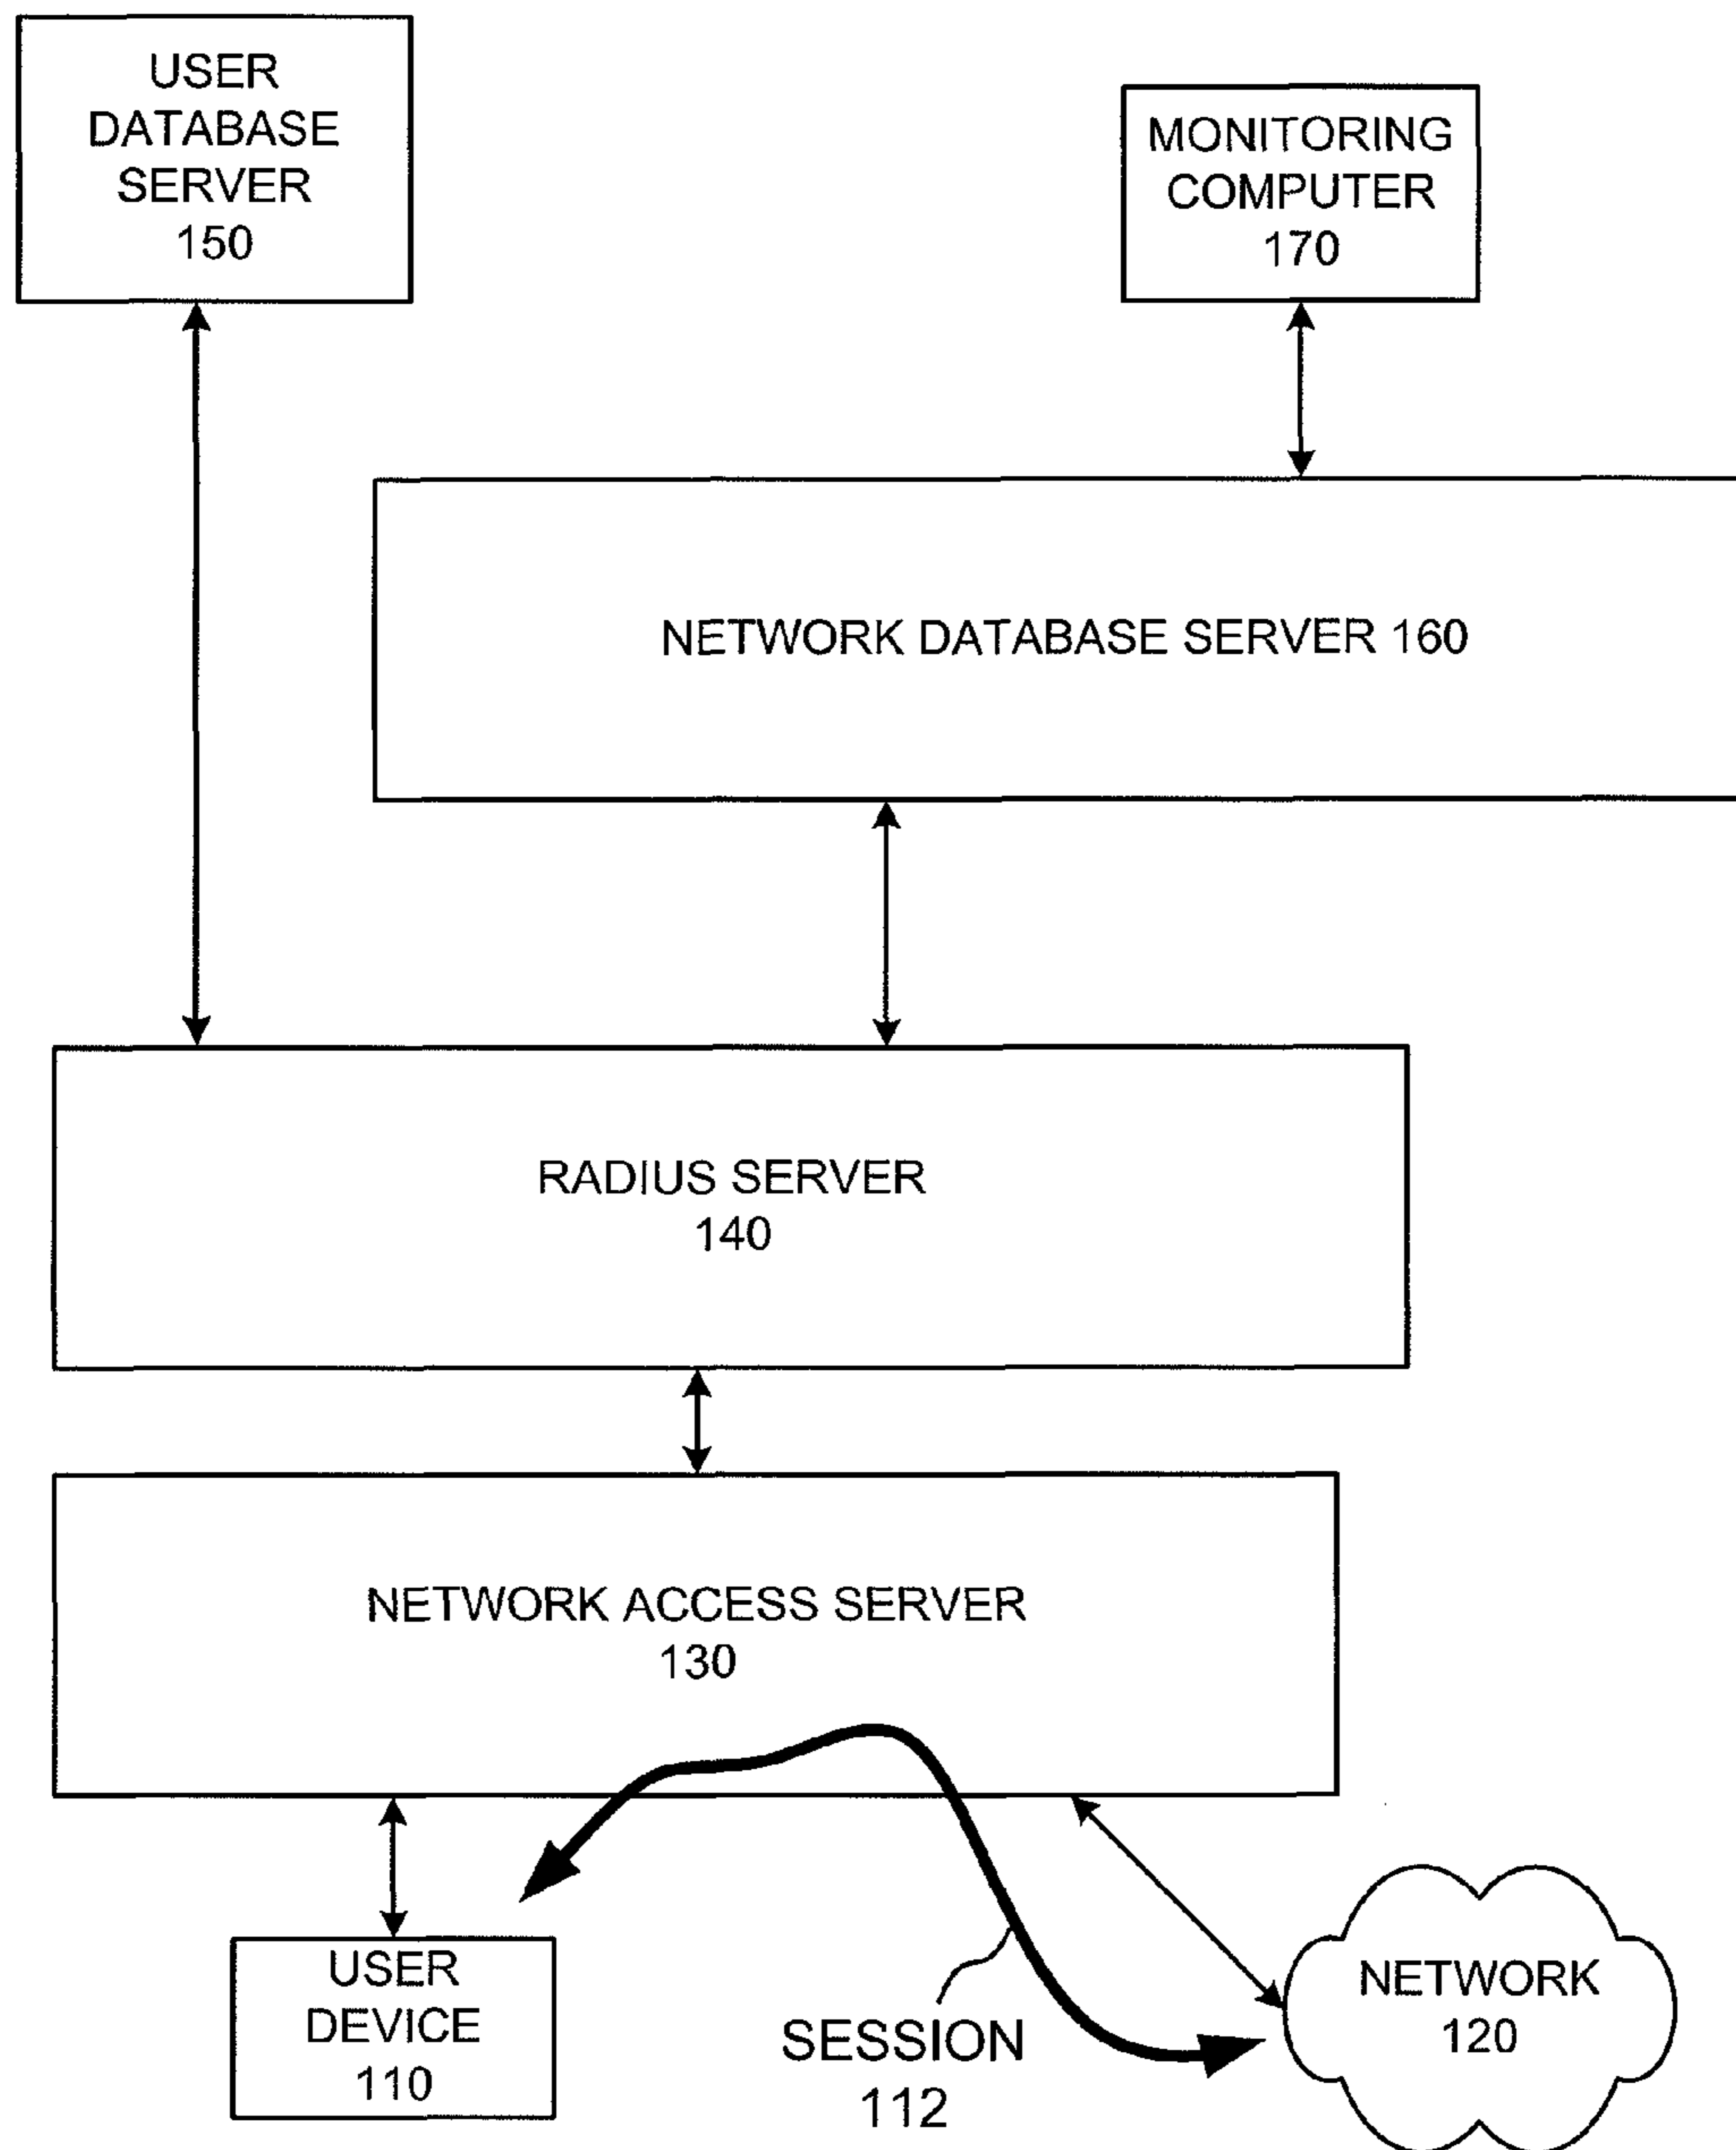 USER
DATABASE
SERVER
150
MONITORING
COMPUTER
170
NETWORK DATABASE SERVER 160
RADIUS SERVER
140
NETWORK ACCESS SERVER
130
USER
DEVICE
110
SESSION
112
NETWORK
120